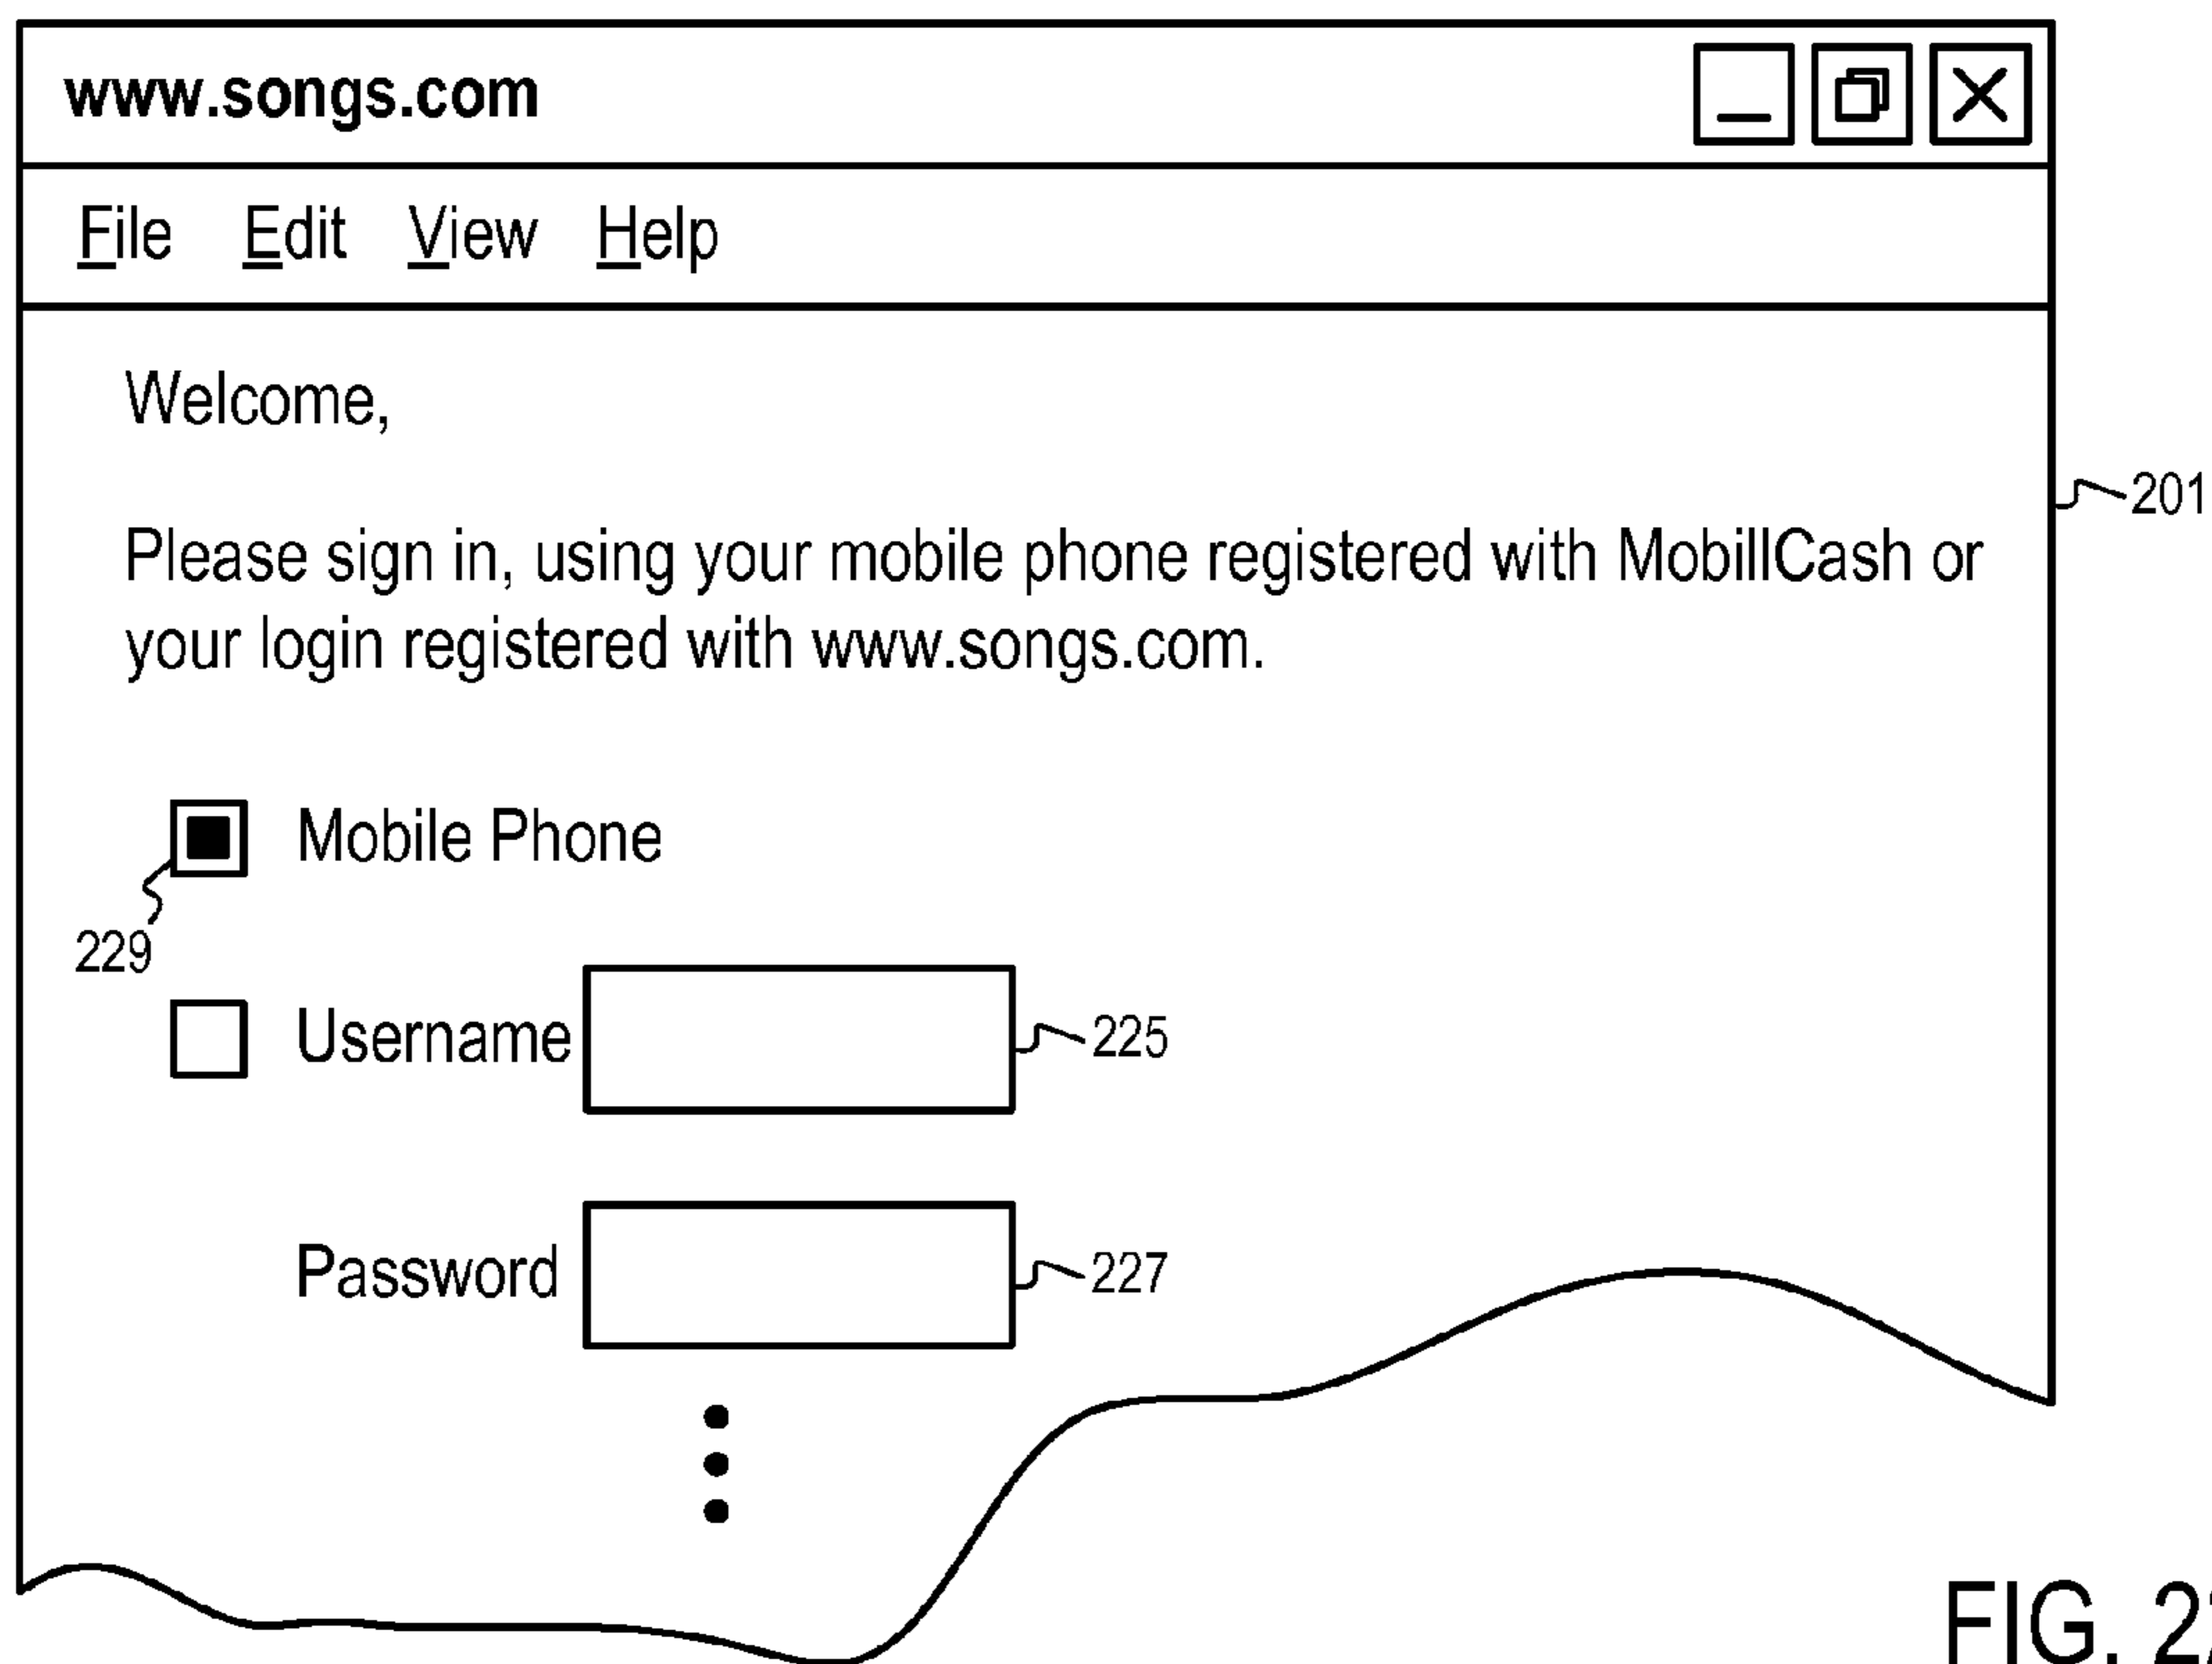 www.songs.com
File Edit View Help
Welcome,
201
Please sign in, using your mobile phone registered with MobillCash or
your login registered with www.songs.com.
Mobile Phone
229
Username 225
Password 227
FIG.